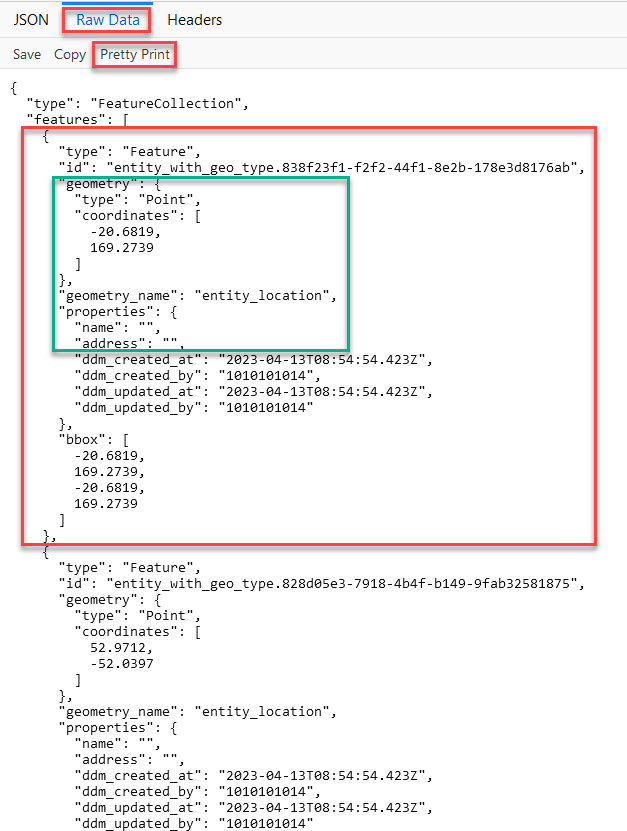 JSON Raw Data Headers
Save Copy Pretty Print
{
  "type": "FeatureCollection",
  "features": [
    {
      "type": "Feature",
      "id": "entity_with_geo_type.838f23f1-f2f2-44f1-8e2b-178e3d8176ab",
      "geometry": {
        "type": "Point",
        "coordinates": [
          -20.6819,
          169.2739
        ]
      },
      "geometry_name": "entity_location",
      "properties": {
        "name": "",
        "address": "",
        "ddm_created_at": "2023-04-13T08:54:54.423Z",
        "ddm_created_by": "1010101014",
        "ddm_updated_at": "2023-04-13T08:54:54.423Z",
        "ddm_updated_by": "1010101014"
      },
      "bbox": [
        -20.6819,
        169.2739,
        -20.6819,
        169.2739
      ]
    },
    {
      "type": "Feature",
      "id": "entity_with_geo_type.828d05e3-7918-4b4f-b149-9fab32581875",
      "geometry": {
        "type": "Point",
        "coordinates": [
          52.9712,
          -52.0397
        ]
      },
      "geometry_name": "entity_location",
      "properties": {
        "name": "",
        "address": "",
        "ddm_created_at": "2023-04-13T08:54:54.423Z",
        "ddm_created_by": "1010101014",
        "ddm_updated_at": "2023-04-13T08:54:54.423Z",
        "ddm_updated_by": "1010101014"